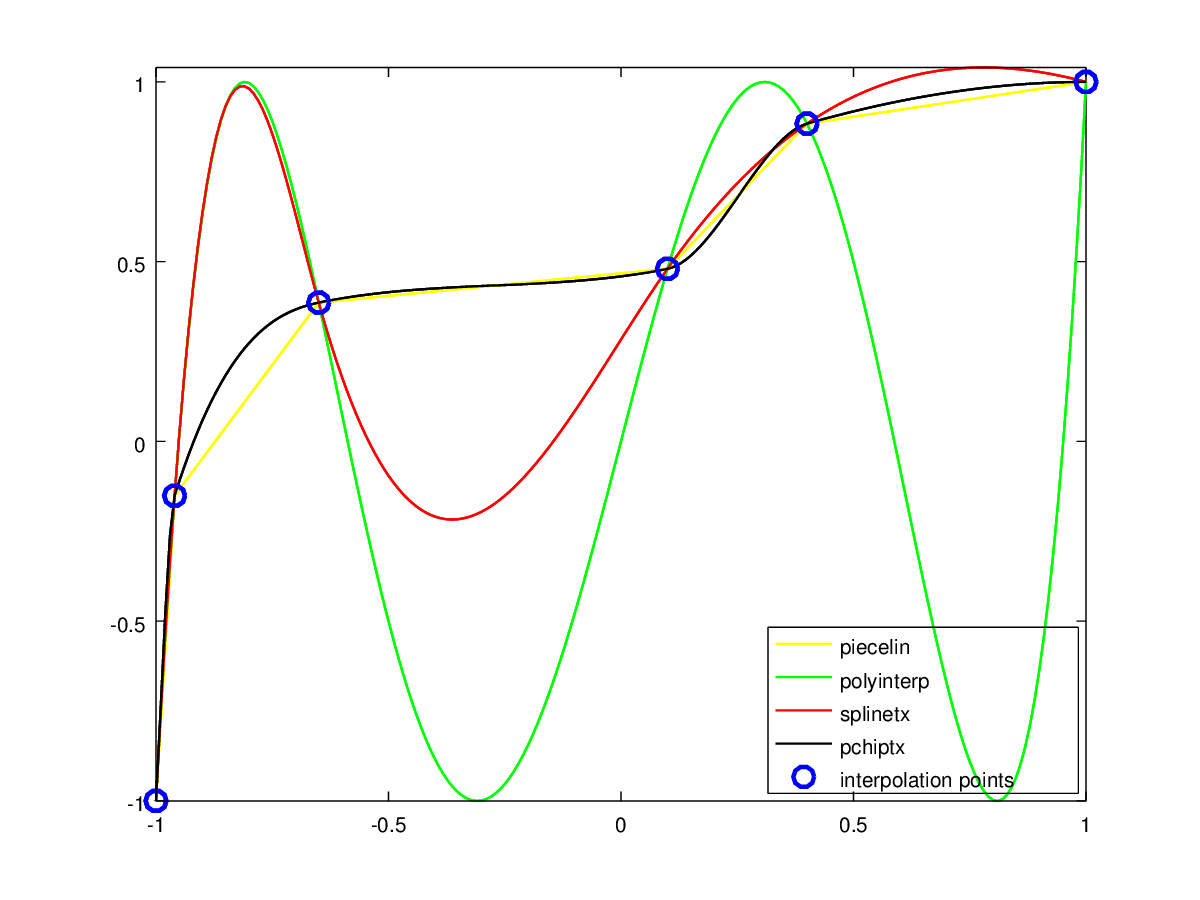 1
0.5
0
-0.5
-1
-1
-0.5
0
0.5
1
piecelin
polyinterp
splinetx
pchiptx
interpolation points